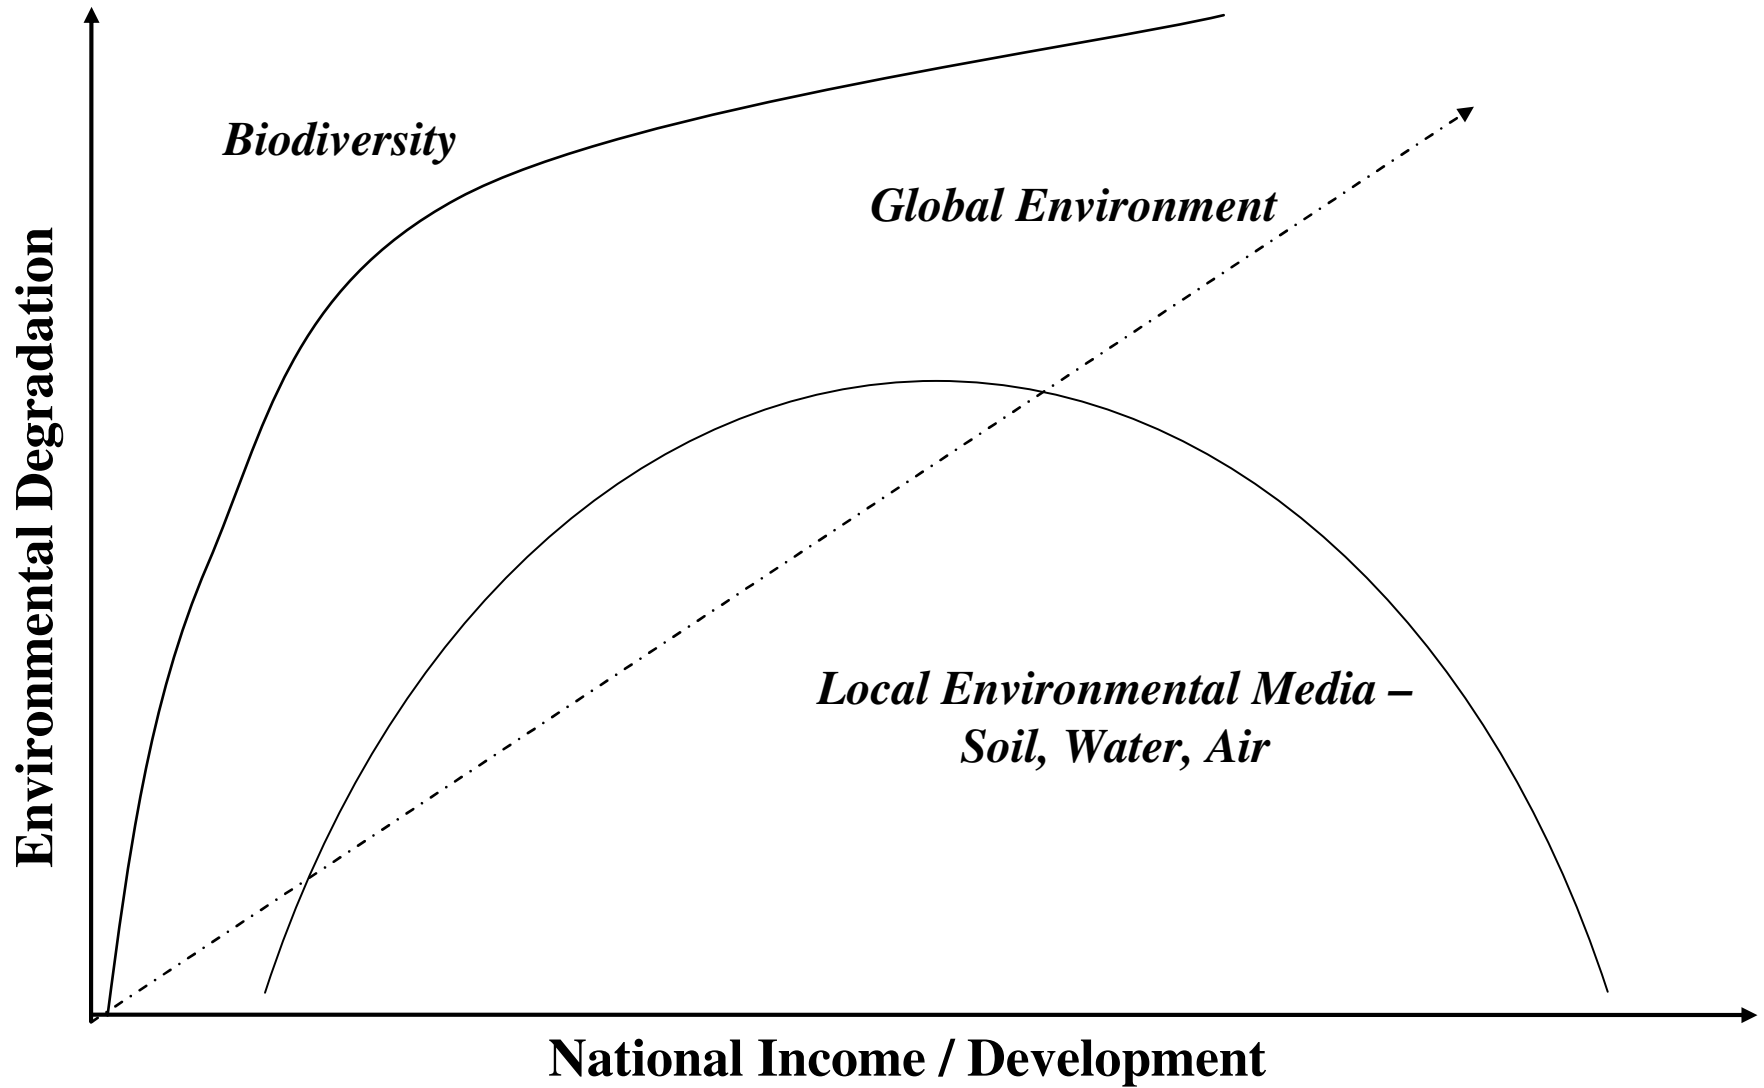 Biodiversity
Global Environment
Environmental Degradation
Local Environmental Media –
Soil, Water, Air
National Income / Development